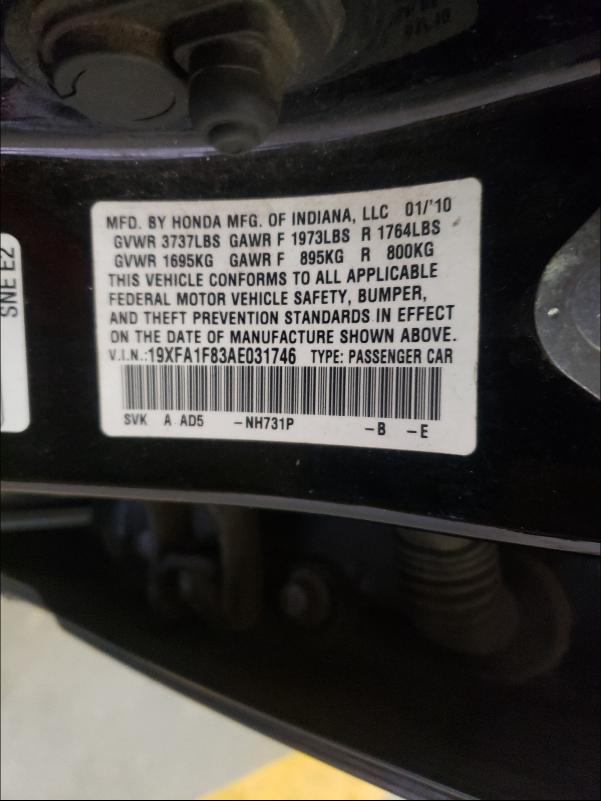 MFD. BY HONDA MFG. OF INDIANA, LLC 01/'10
GVWR 3737LBS GAWR F 1973LBS R 1764LBS
GVWR 1695KG GAWR F 895KG R 800KG
THIS VEHICLE CONFORMS TO ALL APPLICABLE
FEDERAL MOTOR VEHICLE SAFETY, BUMPER,
AND THEFT PREVENTION STANDARDS IN EFFECT
ON THE DATE OF MANUFACTURE SHOWN ABOVE.
V.I.N.:19XFA1F83AE031746 TYPE: PASSENGER CAR
SVK A AD5 -NH731P -B -E
SNE E2